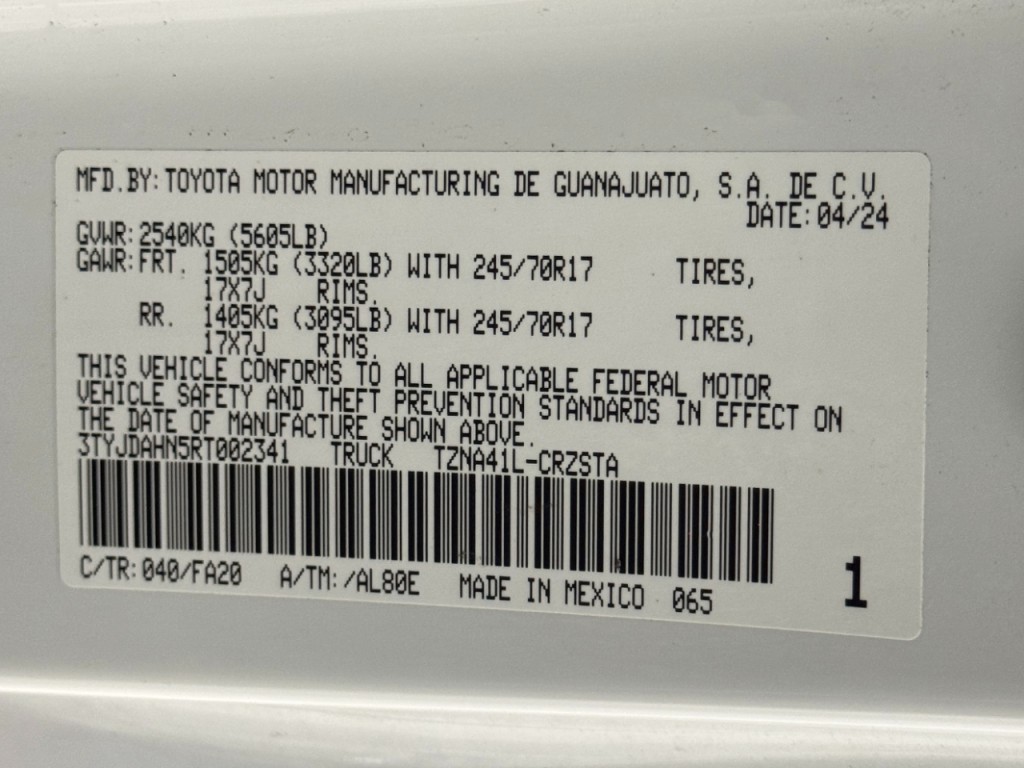 MFD.BY:TOYOTA MOTOR MANUFACTURING DE GUANAJUATO, S.A. DE C.V.
DATE:04/24
GVWR:2540KG (5605LB)
GAWR:FRT. 1505KG (3320LB) WITH 245/70R17 TIRES,
17X7J RIMS.
RR. 1405KG (3095LB) WITH 245/70R17 TIRES,
17X7J RIMS.
THIS VEHICLE CONFORMS TO ALL APPLICABLE FEDERAL MOTOR
VEHICLE SAFETY AND THEFT PREVENTION STANDARDS IN EFFECT ON
THE DATE OF MANUFACTURE SHOWN ABOVE.
3TYJDAHN5RT002341 TRUCK TZNA41L-CRZSTA
C/TR:040/FA20 A/TM:/AL80E MADE IN MEXICO 065 1